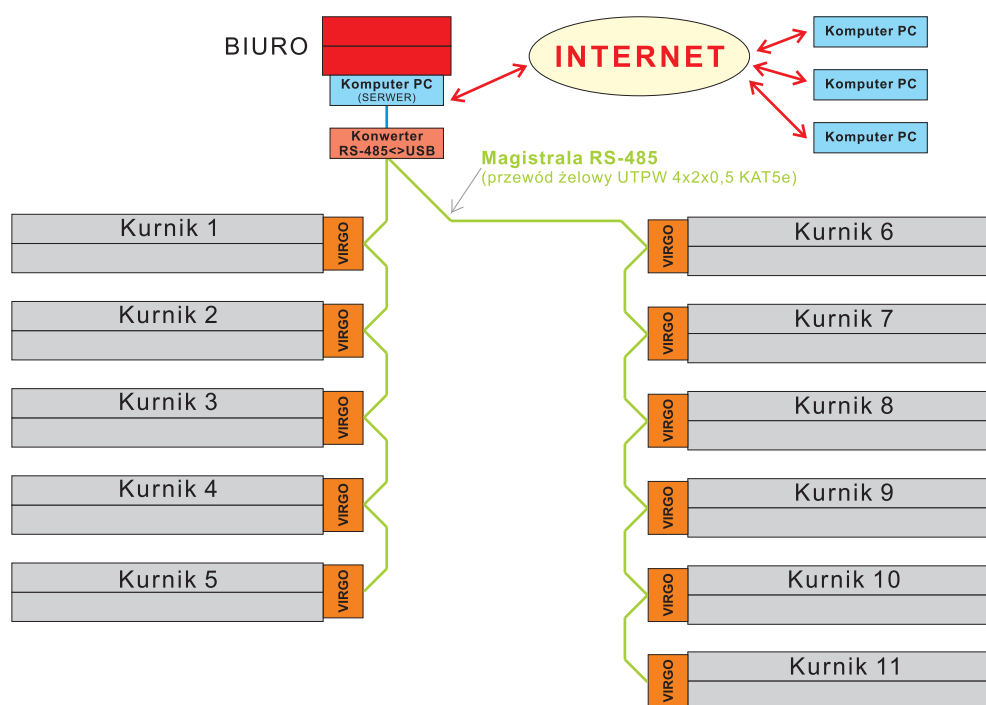 BIURO
Komputer PC
(SERWER)
Konwerter
RS-485<>USB
INTERNET
Komputer PC
Komputer PC
Komputer PC
Magistrala RS-485
(przewód żelowy UTPW 4x2x0,5 KAT5e)
Kurnik 1
VIRGO
Kurnik 2
VIRGO
Kurnik 3
VIRGO
Kurnik 4
VIRGO
Kurnik 5
VIRGO
VIRGO
Kurnik 6
VIRGO
Kurnik 7
VIRGO
Kurnik 8
VIRGO
Kurnik 9
VIRGO
Kurnik 10
VIRGO
Kurnik 11